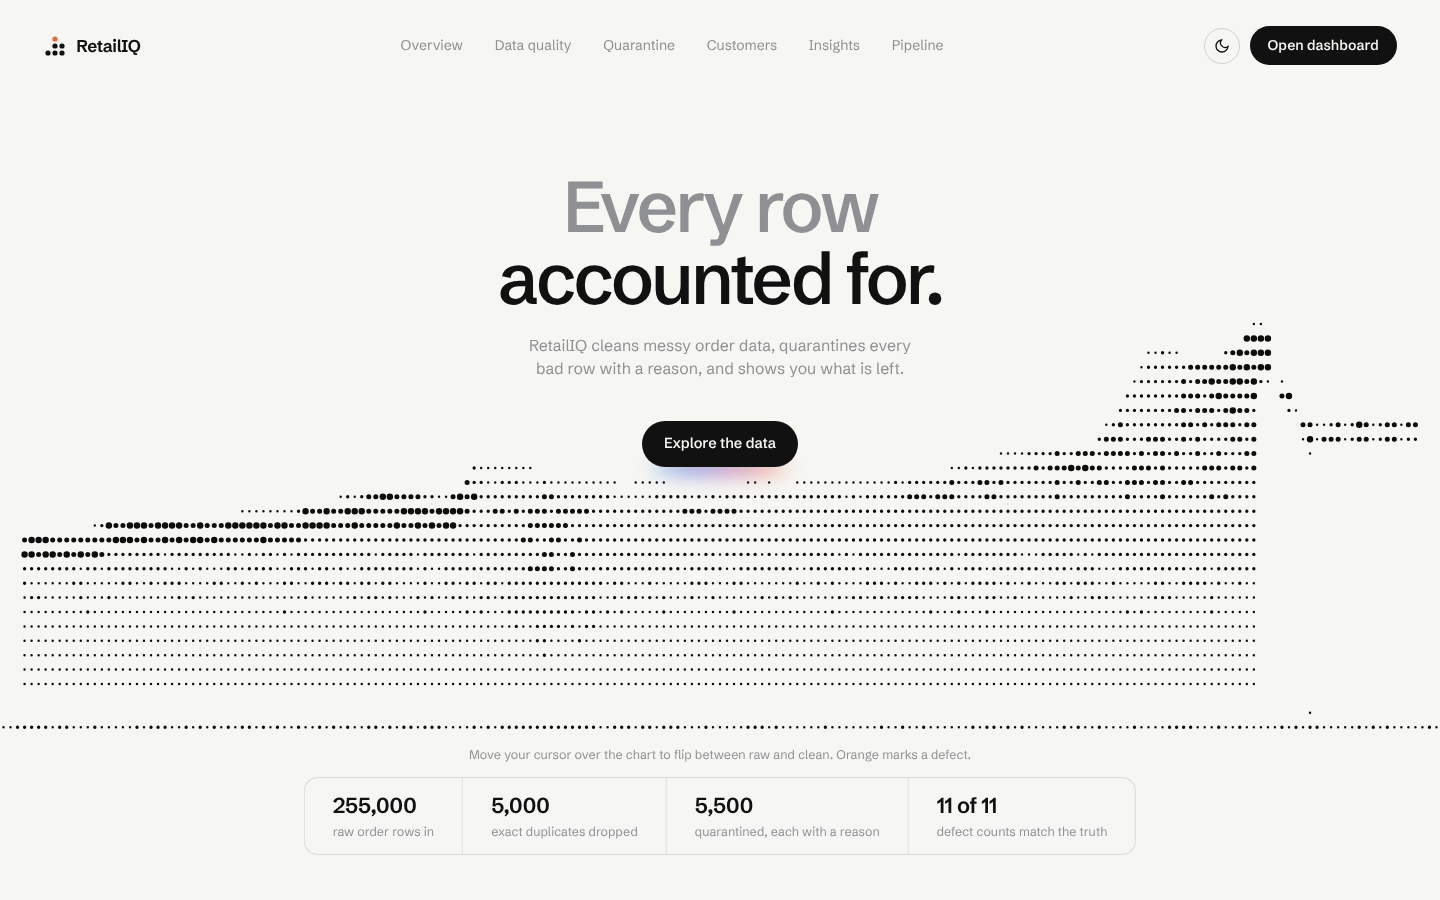 RetailIQ
Overview Data quality Quarantine Customers Insights Pipeline
Open dashboard
Every row
accounted for.
RetailIQ cleans messy order data, quarantines every
bad row with a reason, and shows you what is left.
Explore the data
Move your cursor over the chart to flip between raw and clean. Orange marks a defect.
255,000
raw order rows in
5,000
exact duplicates dropped
5,500
quarantined, each with a reason
11 of 11
defect counts match the truth